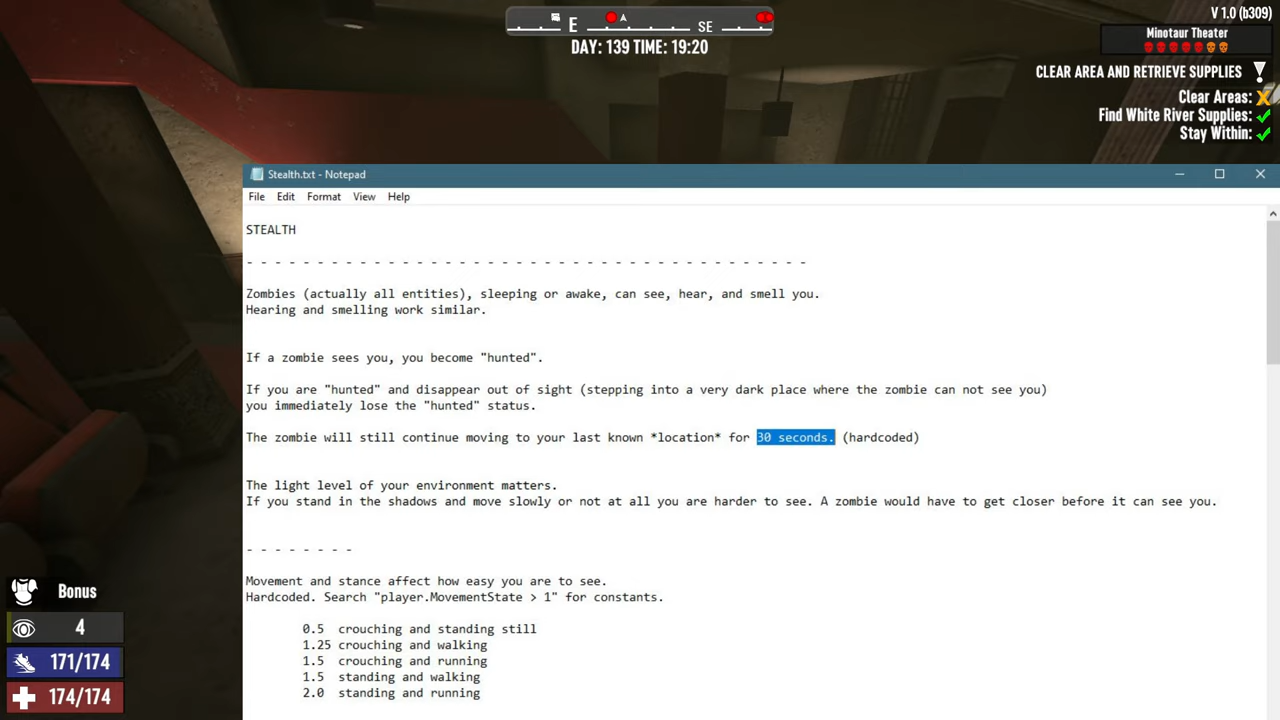 V 1.0 (b309)
E
SE
DAY: 139 TIME: 19:20
Minotaur Theater
CLEAR AREA AND RETRIEVE SUPPLIES
Clear Areas:
Find White River Supplies:
Stay Within:
Stealth.txt - Notepad
File Edit Format View Help
STEALTH
- - - - - - - - - - - - - - - - - - - - - - - - - - - - - - - - - - - - - - - -
Zombies (actually all entities), sleeping or awake, can see, hear, and smell you.
Hearing and smelling work similar.
If a zombie sees you, you become "hunted".
If you are "hunted" and disappear out of sight (stepping into a very dark place where the zombie can not see you)
you immediately lose the "hunted" status.
The zombie will still continue moving to your last known *location* for 30 seconds. (hardcoded)
The light level of your environment matters.
If you stand in the shadows and move slowly or not at all you are harder to see. A zombie would have to get closer before it can see you.
- - - - - - - -
Movement and stance affect how easy you are to see.
Hardcoded. Search "player.MovementState > 1" for constants.
0.5 crouching and standing still
1.25 crouching and walking
1.5 crouching and running
1.5 standing and walking
2.0 standing and running
Bonus
4
171/174
174/174